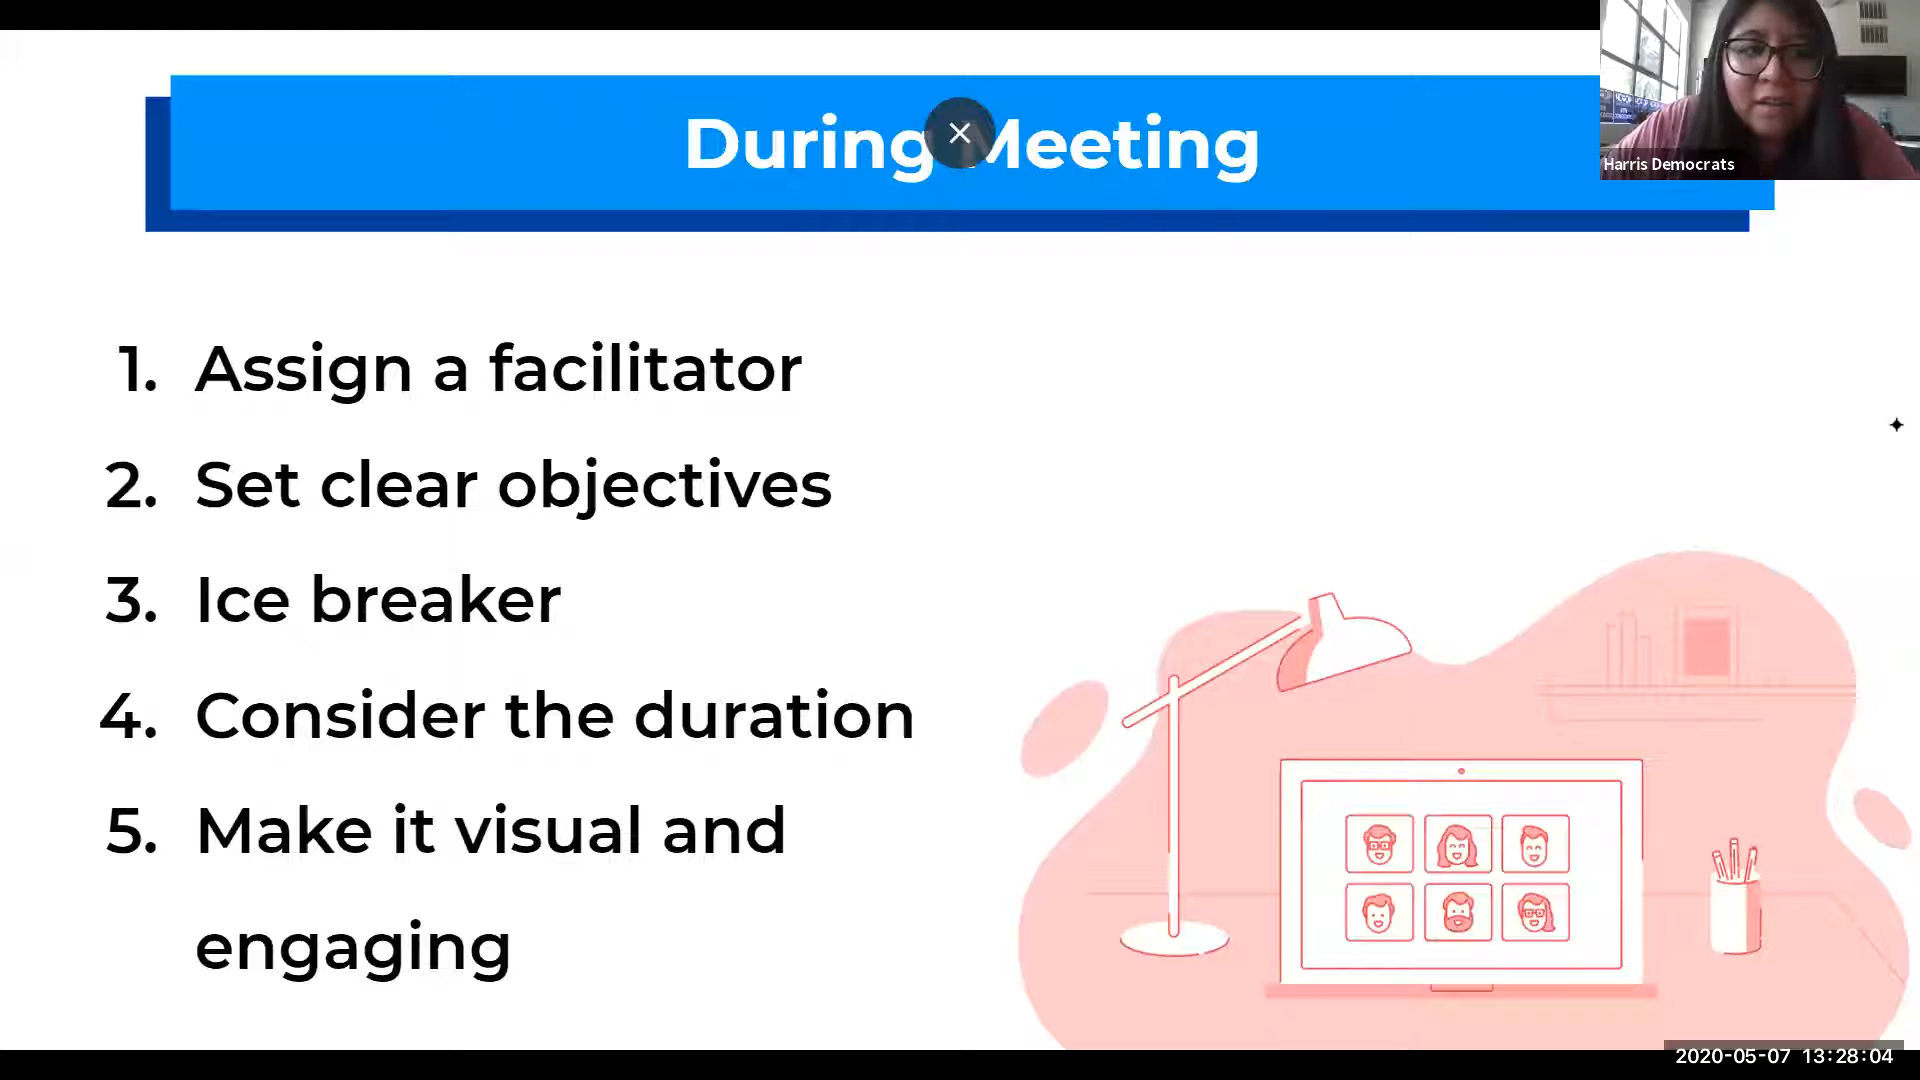 During Meeting
Harris Democrats
1. Assign a facilitator
2. Set clear objectives
3. Ice breaker
4. Consider the duration
5. Make it visual and
engaging
2020-05-07 13:28:04